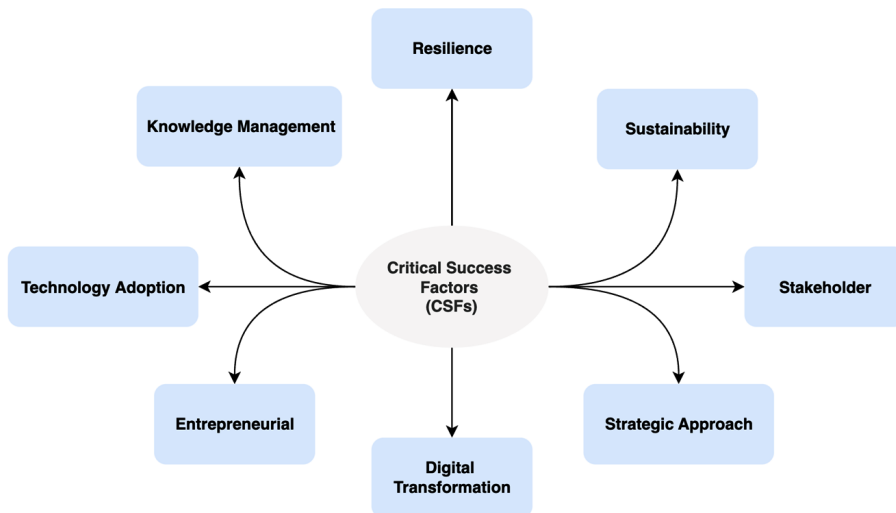 Resilience
Knowledge Management
Sustainability
Critical Success
Factors
(CSFs)
Technology Adoption
Stakeholder
Entrepreneurial
Strategic Approach
Digital
Transformation